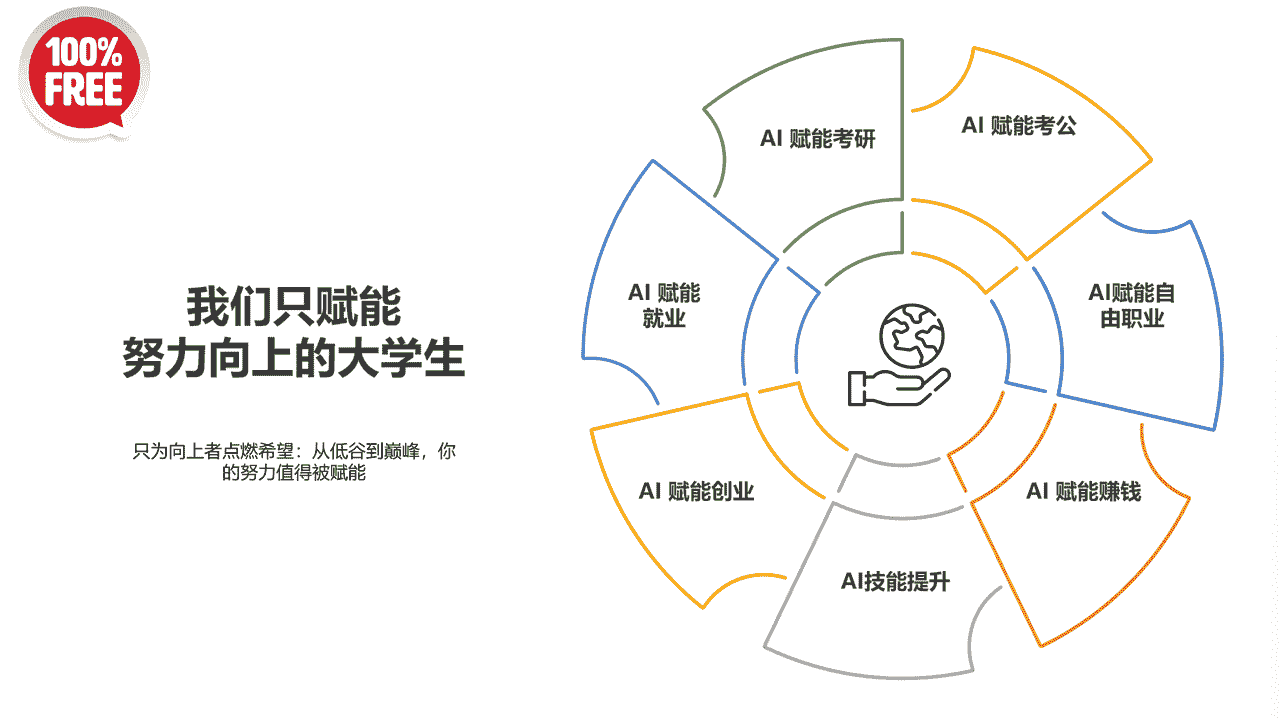 100%
FREE
我们只赋能
努力向上的大学生
只为向上者点燃希望：从低谷到巅峰，你
的努力值得被赋能
AI 赋能考研
AI 赋能考公
AI 赋能
就业
AI赋能自
由职业
AI 赋能创业
AI 赋能赚钱
AI技能提升